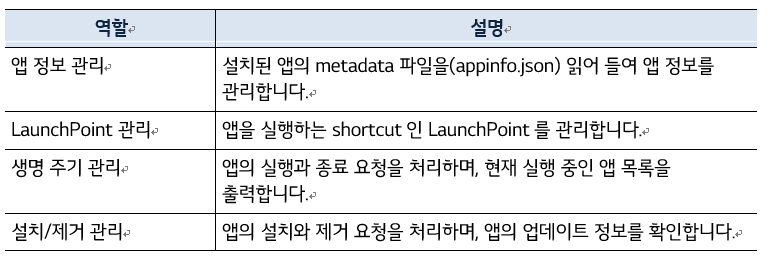 역할 설명
앱 정보 관리 설치된 앱의 metadata 파일을(appinfo.json) 읽어 들여 앱 정보를
관리합니다.
LaunchPoint 관리 앱을 실행하는 shortcut 인 LaunchPoint 를 관리합니다.
생명 주기 관리 앱의 실행과 종료 요청을 처리하며, 현재 실행 중인 앱 목록을
출력합니다.
설치/제거 관리 앱의 설치와 제거 요청을 처리하며, 앱의 업데이트 정보를 확인합니다.